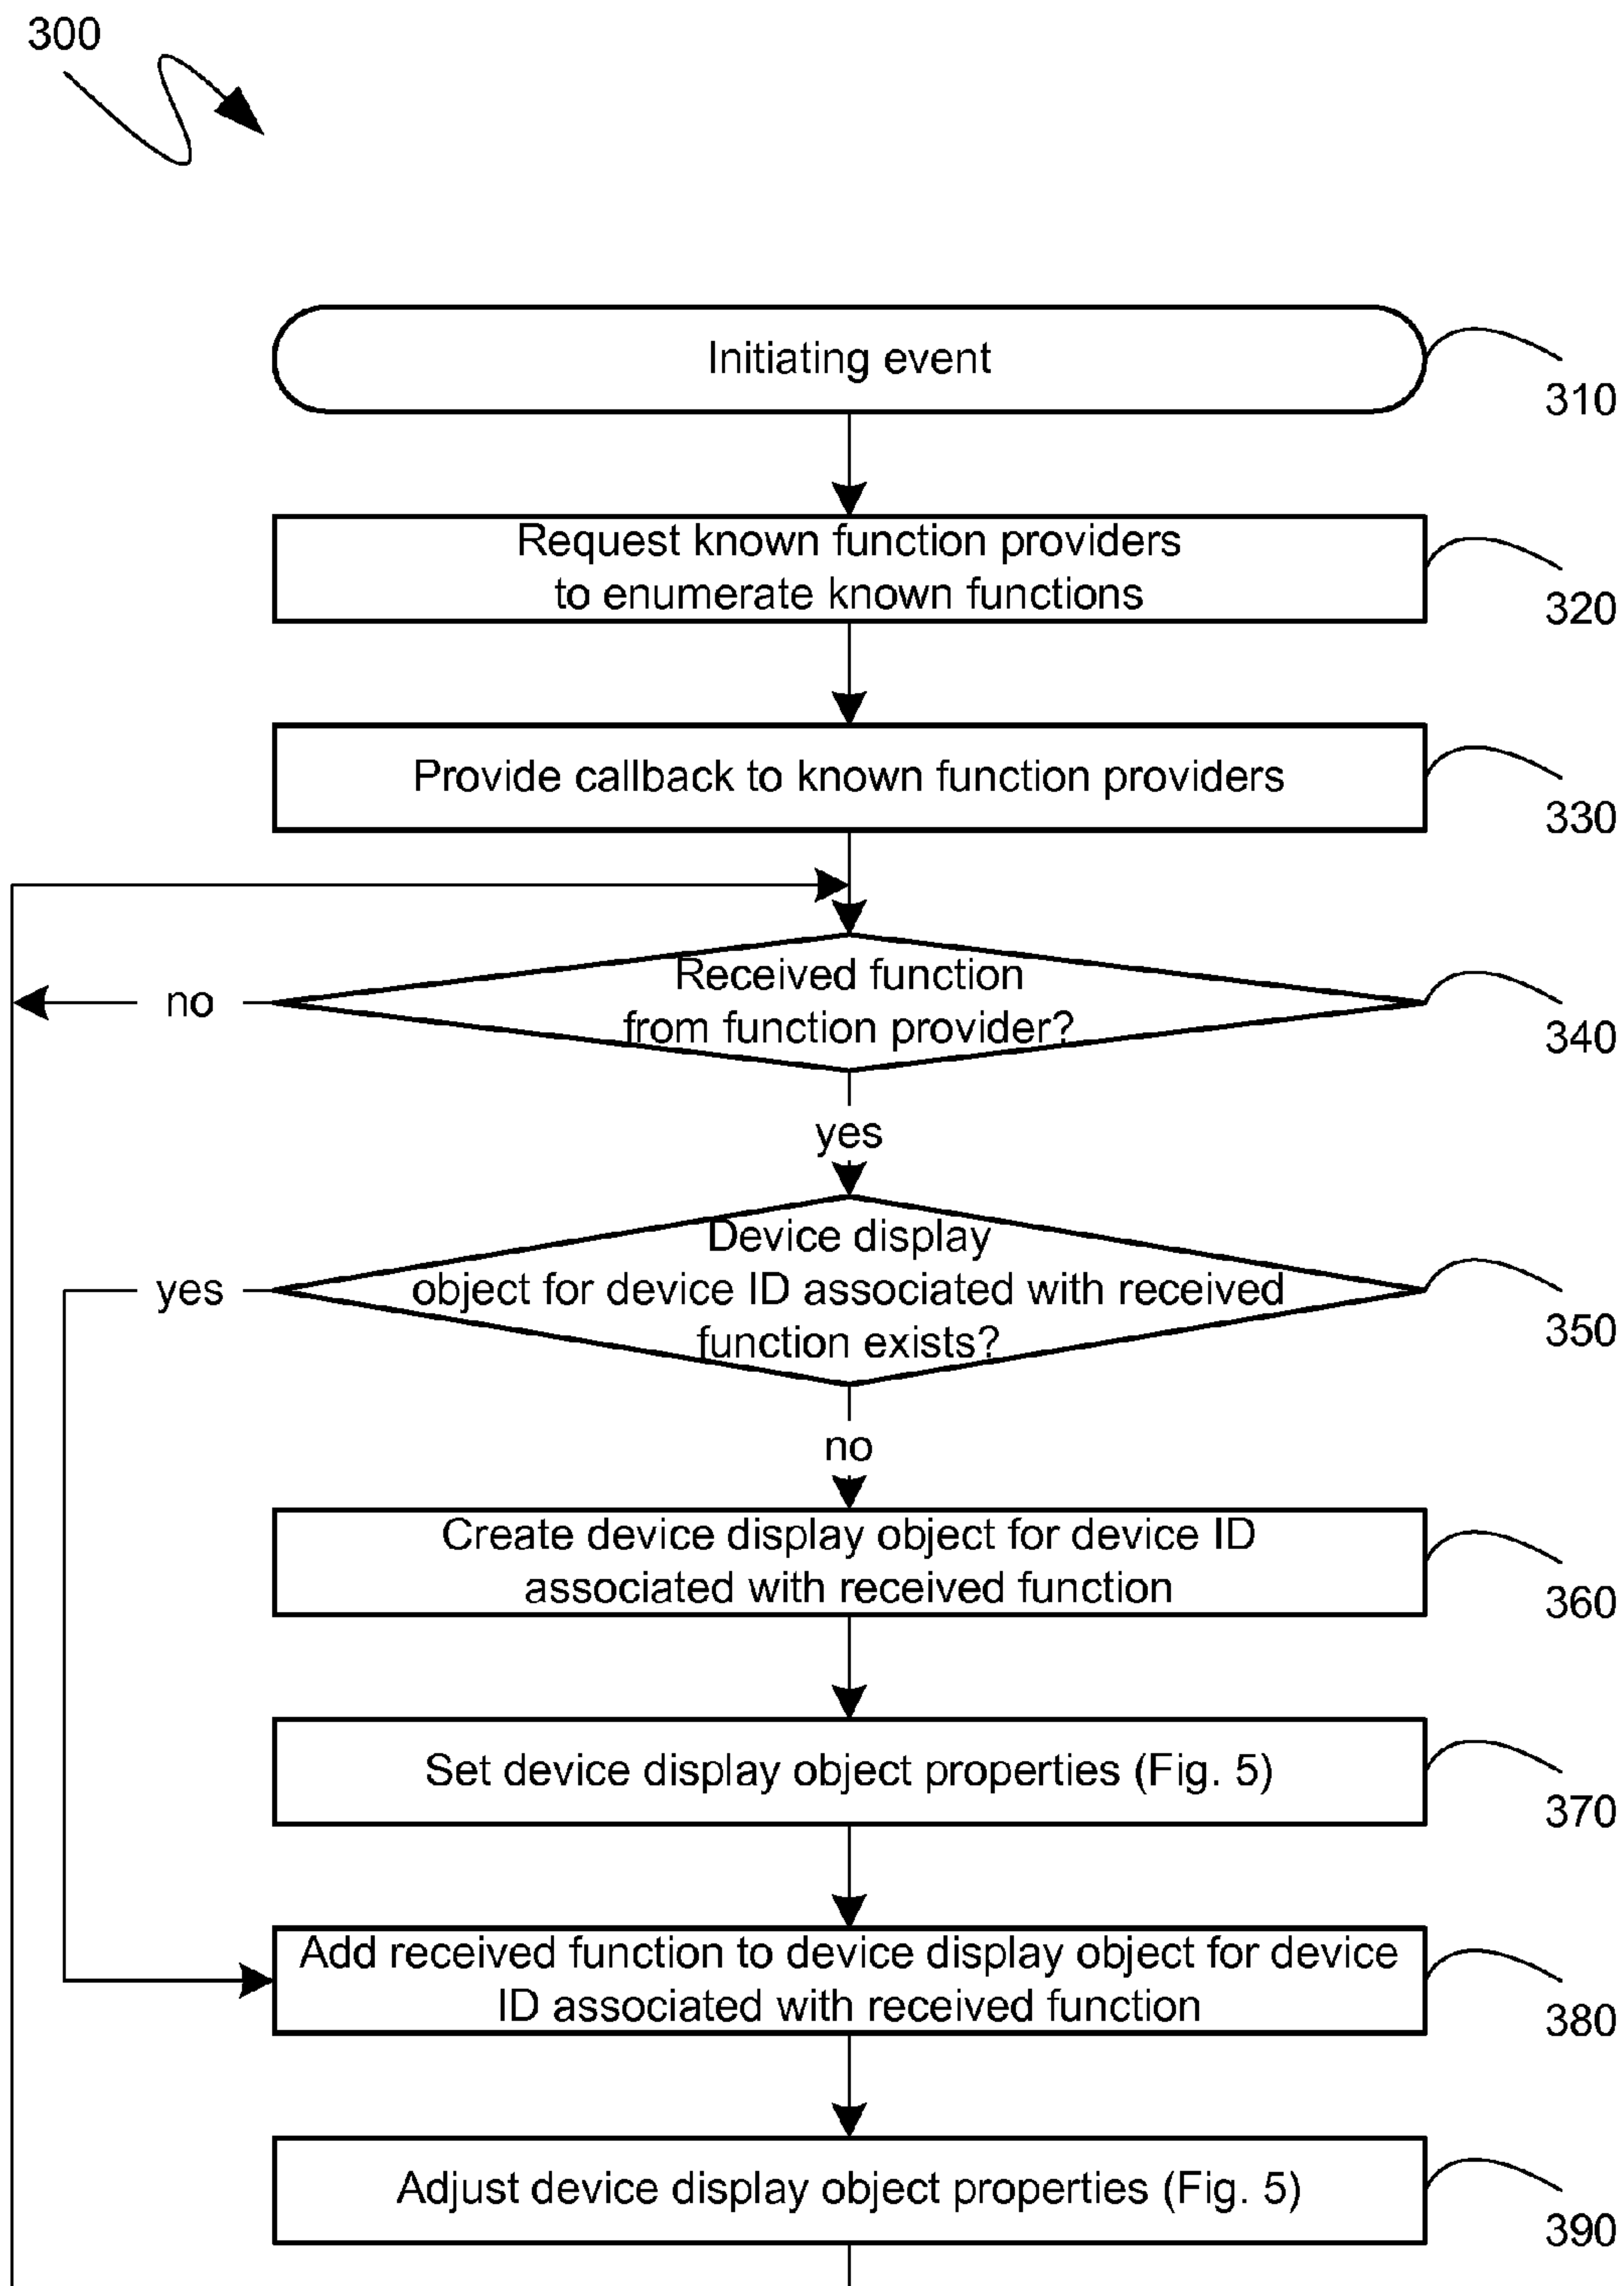 300
Initiating event
310
Request known function providers
to enumerate known functions
320
Provide callback to known function providers
330
Received function
from function provider?
no
340
yes
Device display
object for device ID associated with received
function exists?
yes
350
no
Create device display object for device ID
associated with received function
360
Set device display object properties (Fig. 5)
370
Add received function to device display object for device
ID associated with received function
380
Adjust device display object properties (Fig. 5)
390